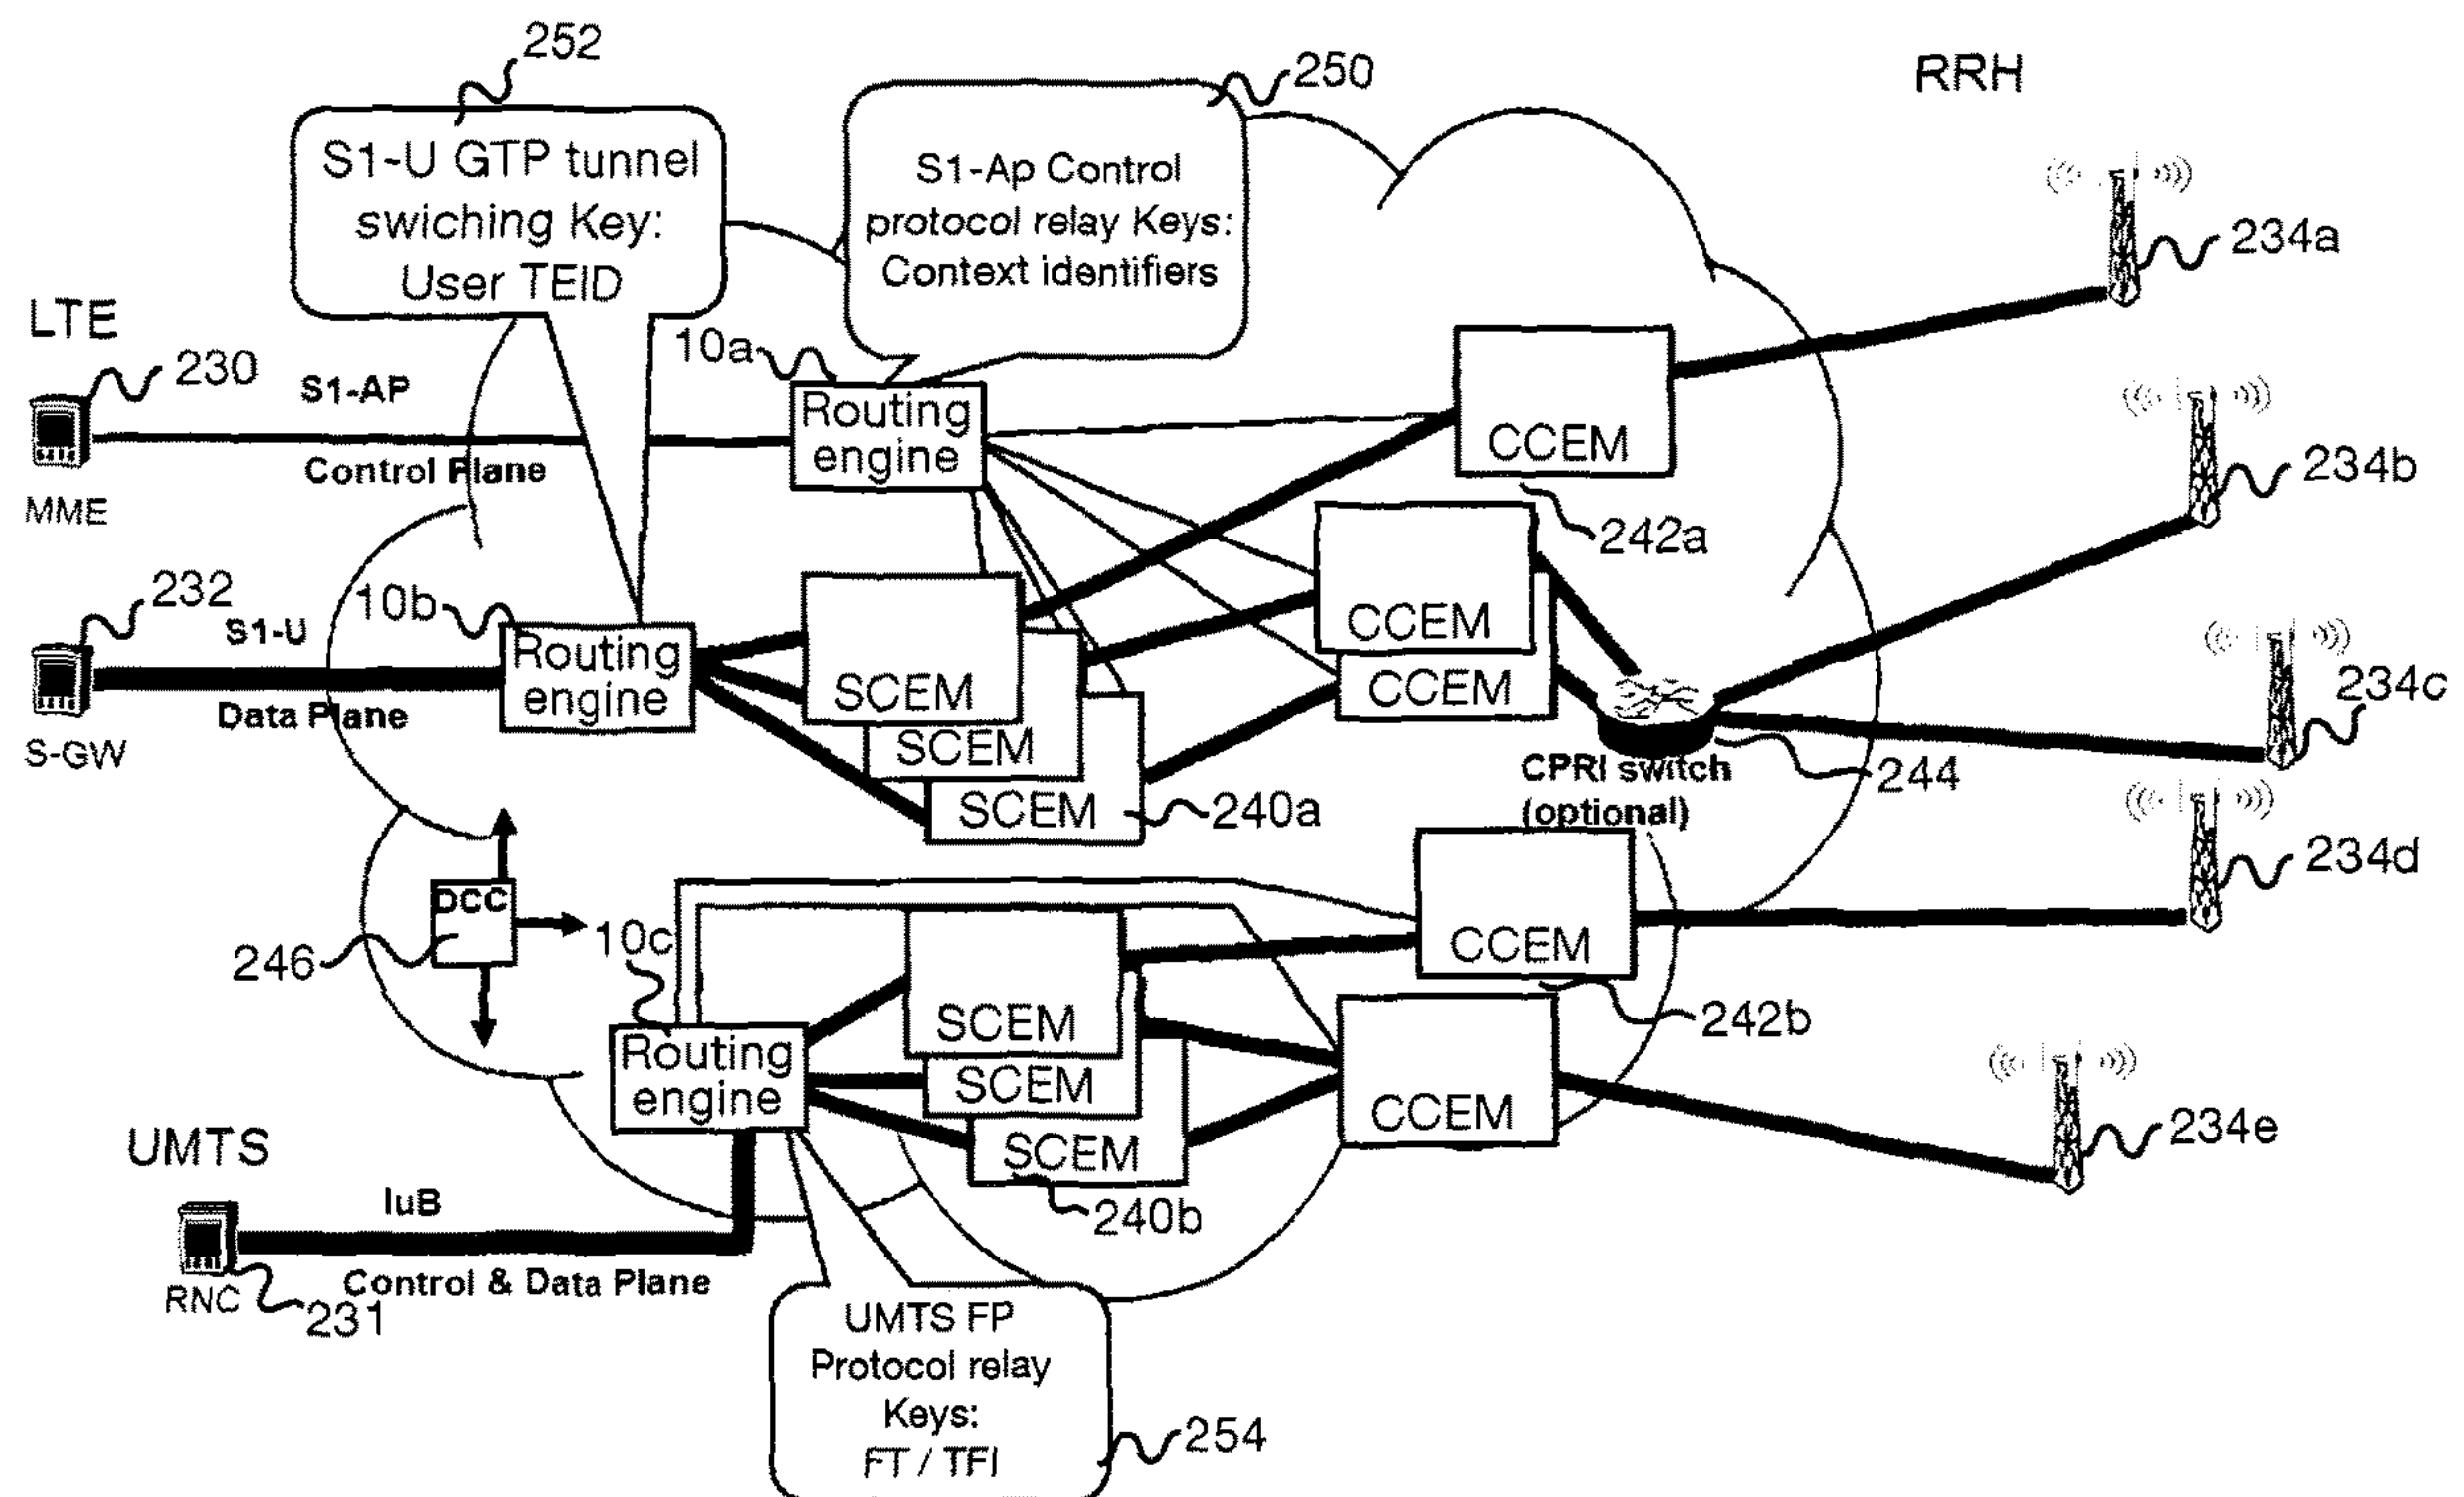 252
250
RRH
S1-U GTP tunnel
swiching Key:
User TEID
S1-Ap Control
protocol relay Keys:
Context identifiers
234a
LTE
10a
230
S1-AP
Routing
engine
Control Plane
MME
CCEM
242a
234b
232
S1-U
10b
Routing
engine
Data Plane
S-GW
SCEM
SCEM
SCEM
240a
CCEM
CCEM
CPRI switch
(optional)
244
234c
234d
DCC
246
10c
Routing
engine
SCEM
SCEM
SCEM
240b
CCEM
242b
CCEM
234e
UMTS
IuB
Control & Data Plane
RNC
231
UMTS FP
Protocol relay
Keys:
FT / TFI
254